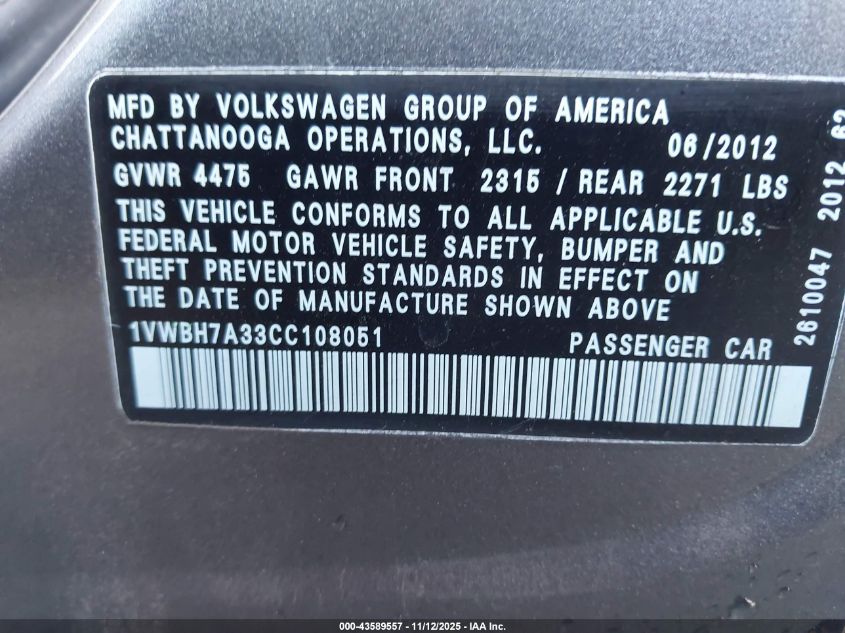 MFD BY VOLKSWAGEN GROUP OF AMERICA
CHATTANOOGA OPERATIONS, LLC. 06/2012
GVWR 4475 GAWR FRONT 2315 / REAR 2271 LBS
THIS VEHICLE CONFORMS TO ALL APPLICABLE U.S.
FEDERAL MOTOR VEHICLE SAFETY, BUMPER AND
THEFT PREVENTION STANDARDS IN EFFECT ON
THE DATE OF MANUFACTURE SHOWN ABOVE
1VWBH7A33CC108051 PASSENGER CAR
2610047 2012 62
000-43589557 - 11/12/2025 - IAA Inc.